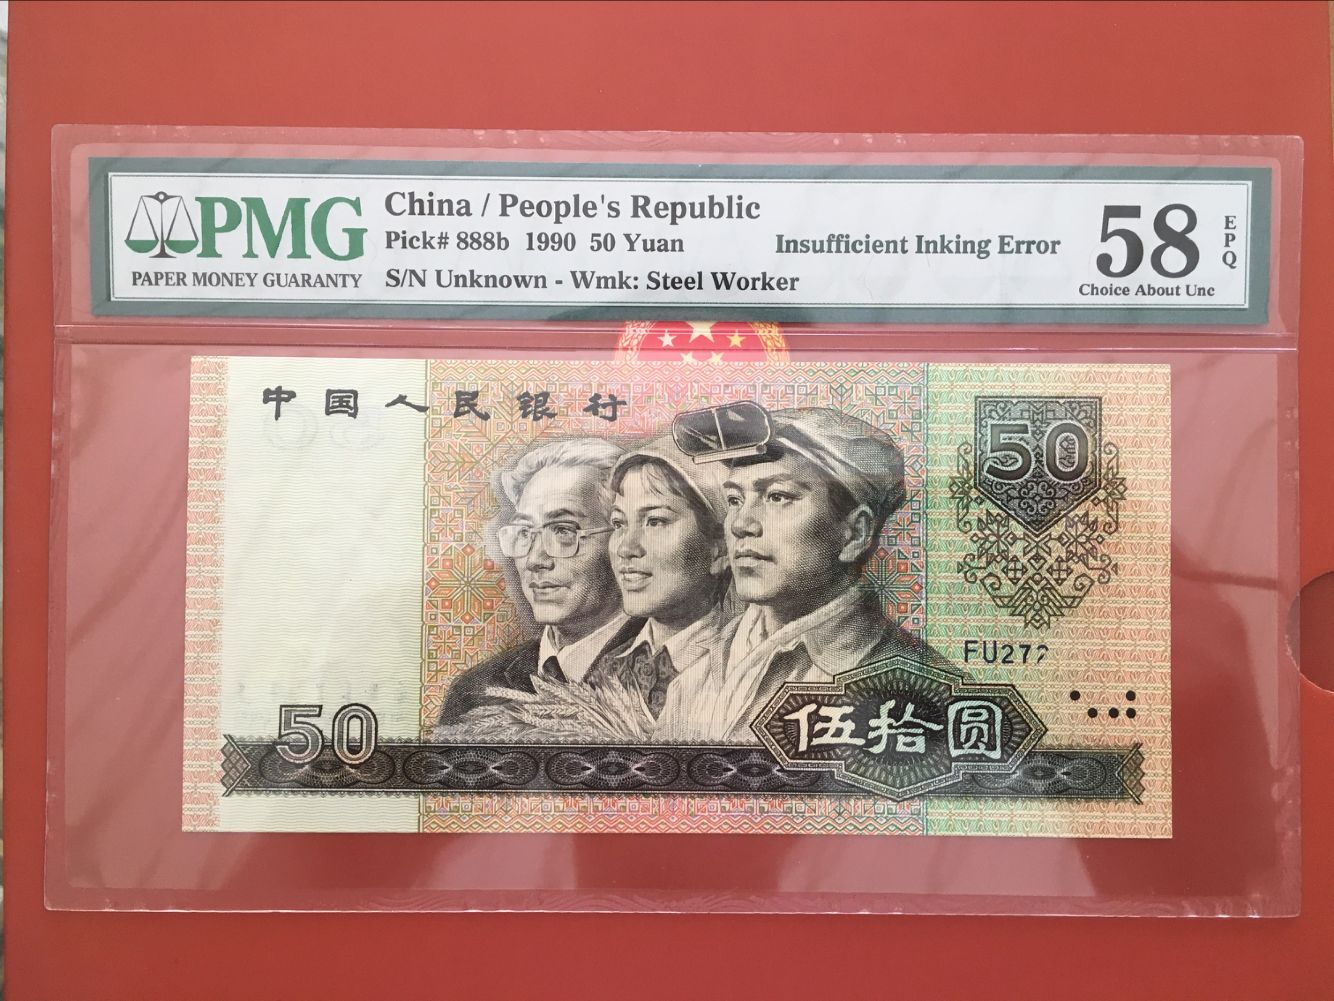 PMG
PAPER MONEY GUARANTY
China / People's Republic
Pick# 888b 1990 50 Yuan
Insufficient Inking Error
S/N Unknown - Wmk: Steel Worker
58
EPQ
Choice About Unc
中国人民银行
50
FU272
50
伍拾圆